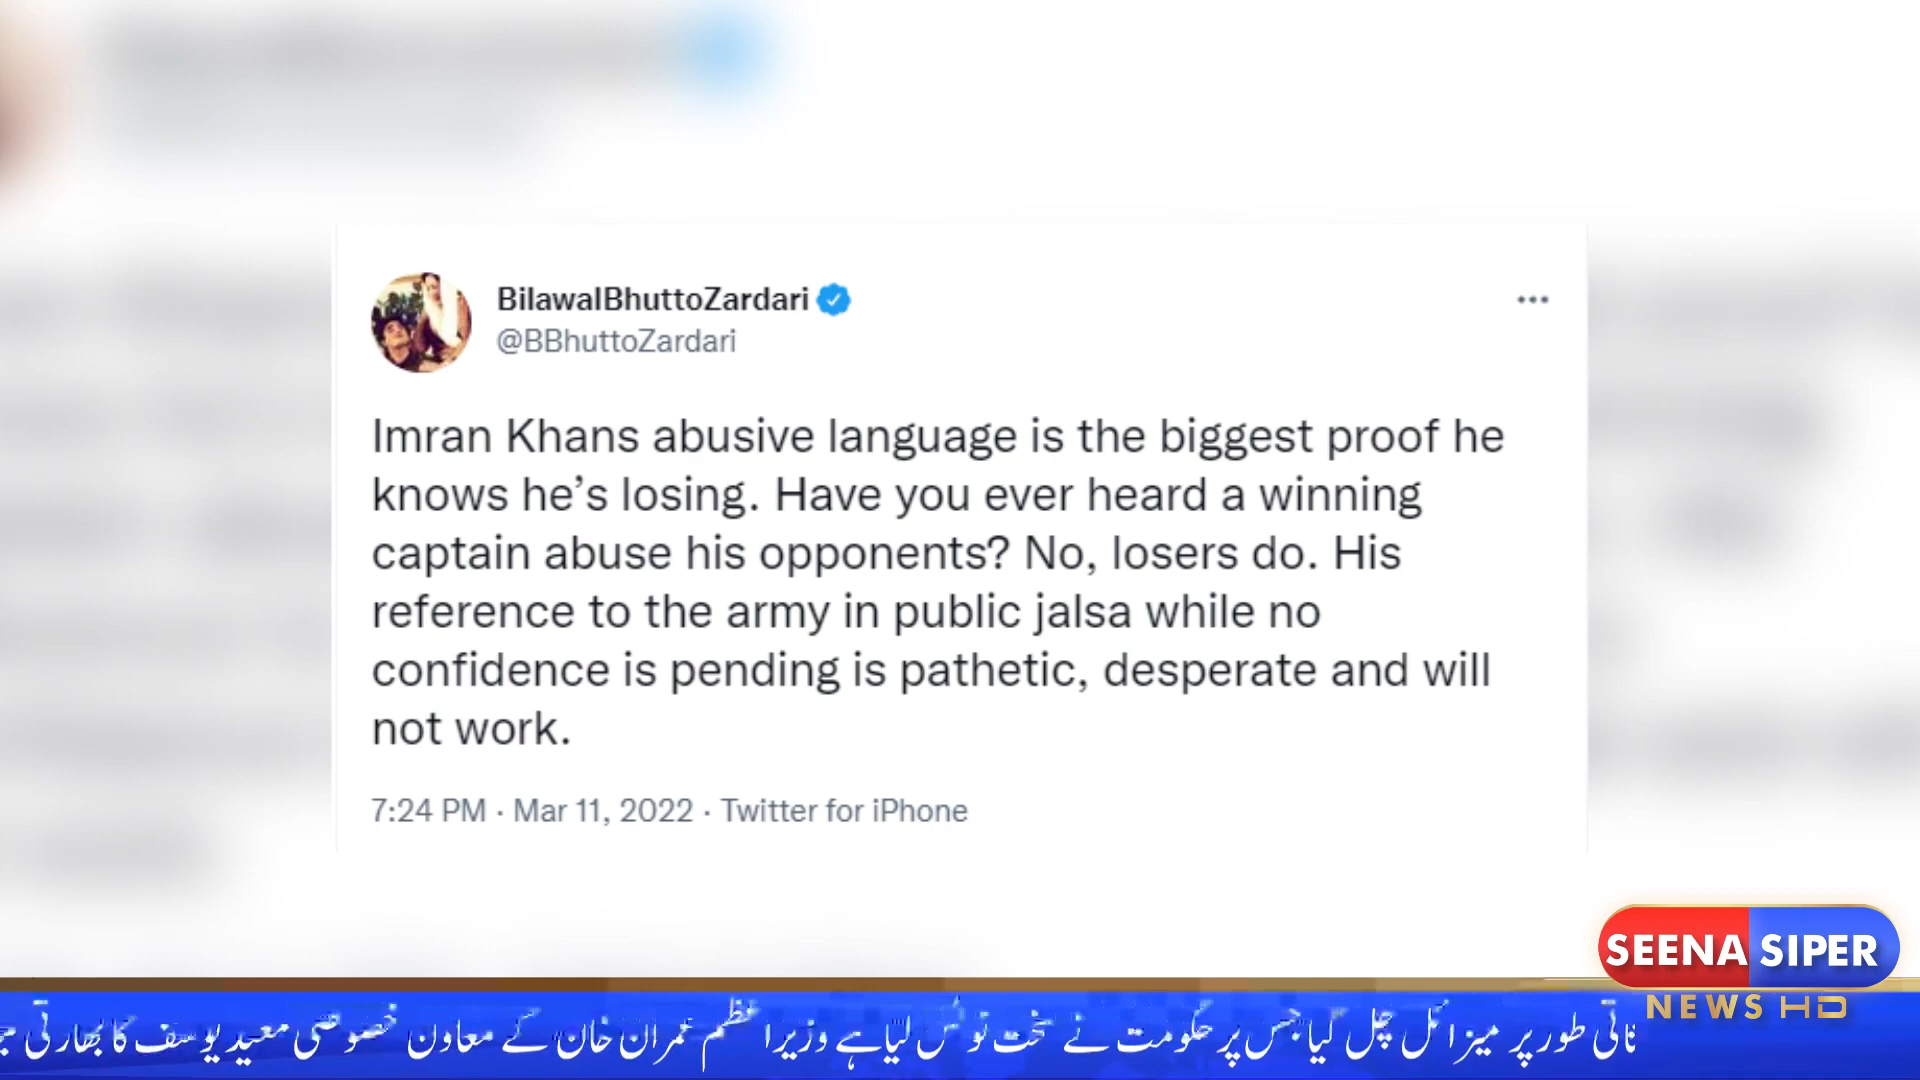 BilawalBhuttoZardari
@BBhuttoZardari
Imran Khans abusive language is the biggest proof he
knows he’s losing. Have you ever heard a winning
captain abuse his opponents? No, losers do. His
reference to the army in public jalsa while no
confidence is pending is pathetic, desperate and will
not work.
7:24 PM · Mar 11, 2022 · Twitter for iPhone
SEENA SIPER
NEWS HD
طور پر میزائل چل گیا جس پر حکومت نے سخت نوٹس لیا ہے وزیراعظم عمران خان کے معاون خصوصی معید یوسف کا بھارتی